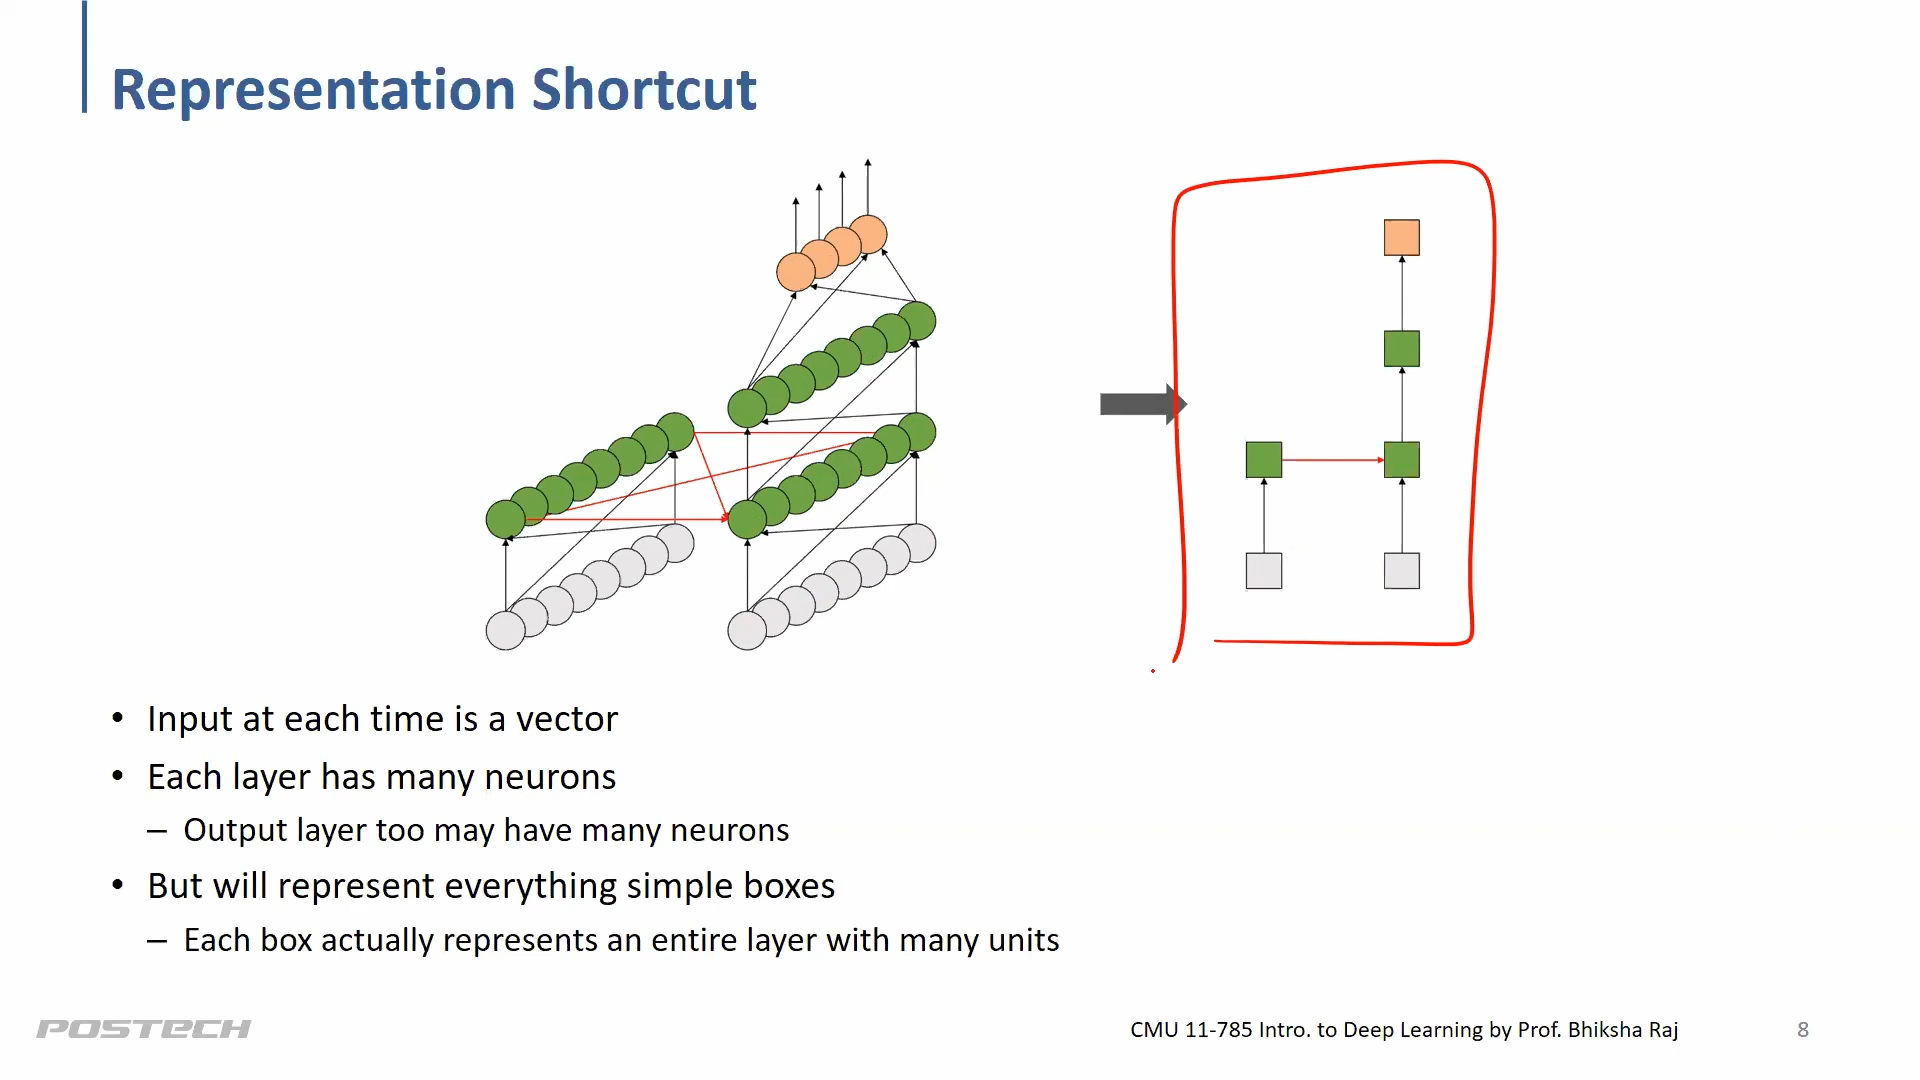 Representation Shortcut
• Input at each time is a vector
• Each layer has many neurons
– Output layer too may have many neurons
• But will represent everything simple boxes
– Each box actually represents an entire layer with many units
POSTECH
CMU 11-785 Intro. to Deep Learning by Prof. Bhiksha Raj
8